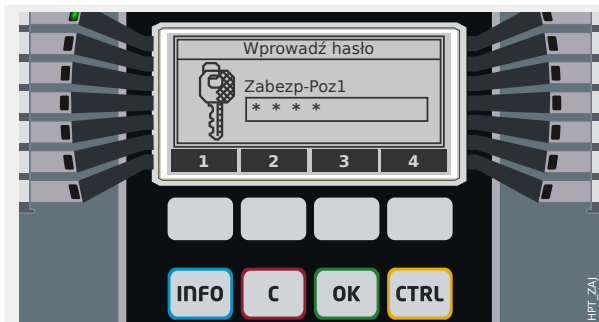 Wprowadź hasło
Zabezp-Poz1
* * * *
1 2 3 4
INFO C OK CTRL
HPT_ZAJ